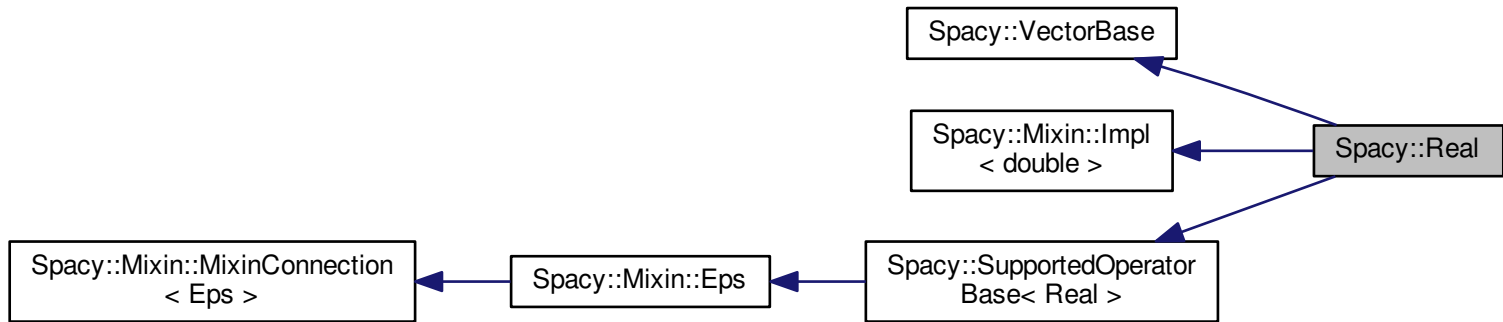 Spacy::VectorBase
Spacy::Mixin::Impl
< double >
Spacy::Real
Spacy::Mixin::MixinConnection
< Eps >
Spacy::Mixin::Eps
Spacy::SupportedOperator
Base< Real >